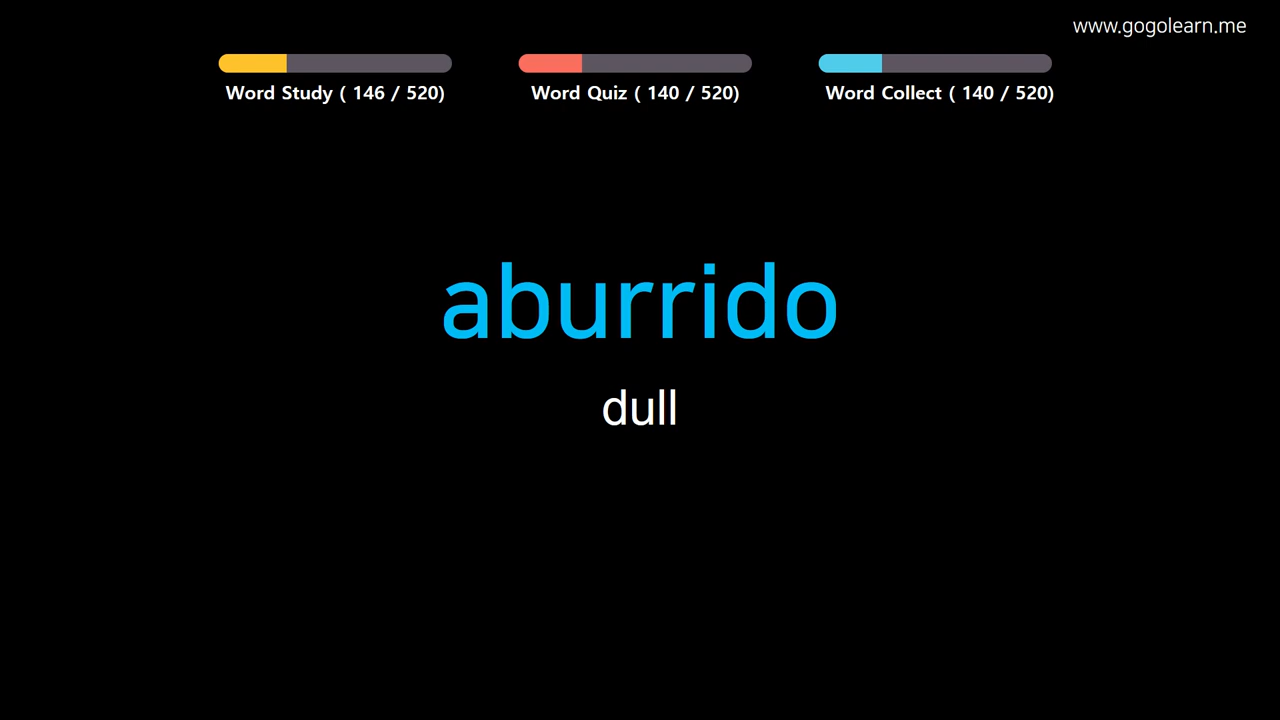 www.gogolearn.me
Word Study ( 146 / 520)
Word Quiz ( 140 / 520)
Word Collect ( 140 / 520)
aburrido
dull